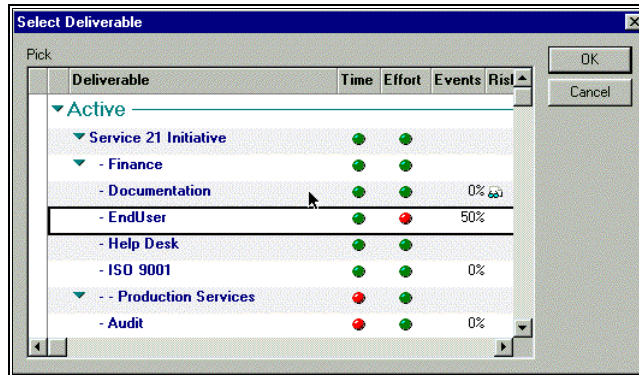 Select Deliverable
Pick
OK
Cancel
Deliverable Time Effort Events Risk
Active
Service 21 Initiative
- Finance
- Documentation 0%
- EndUser 50%
- Help Desk
- ISO 9001 0%
- - Production Services
- Audit 0%